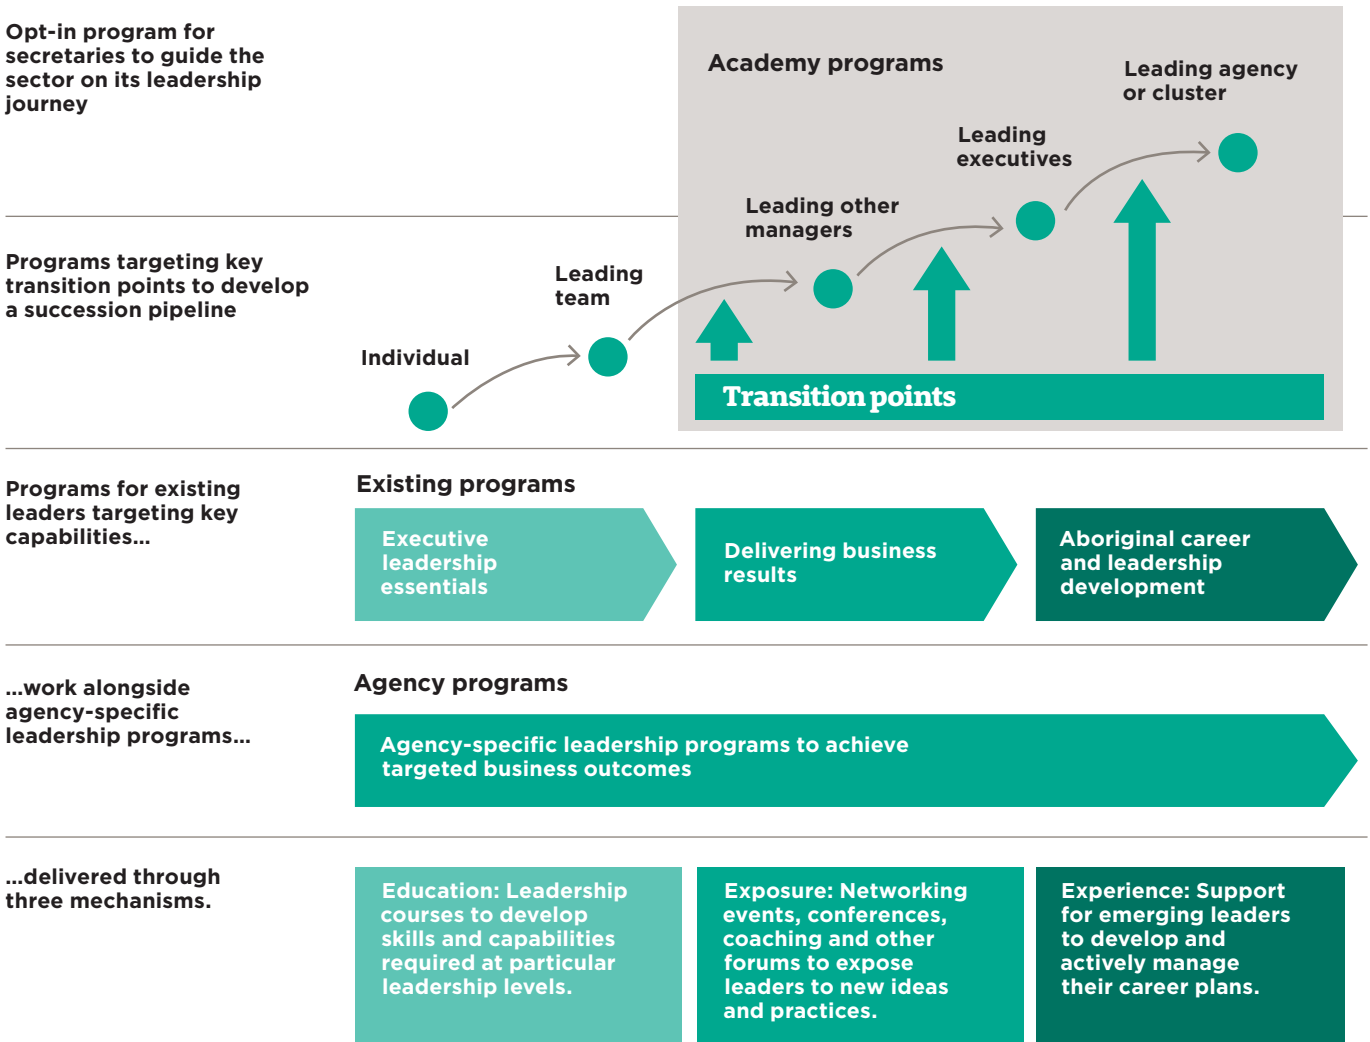 Opt-in program for
secretaries to guide the
sector on its leadership
journey
Academy programs
Leading agency
or cluster
Leading
executives
Leading other
managers
Programs targeting key
transition points to develop
a succession pipeline
Leading
team
Individual
Transition points
Programs for existing
leaders targeting key
capabilities...
Existing programs
Executive
leadership
essentials
Delivering business
results
Aboriginal career
and leadership
development
...work alongside
agency-specific
leadership programs...
Agency programs
Agency-specific leadership programs to achieve
targeted business outcomes
...delivered through
three mechanisms.
Education: Leadership
courses to develop
skills and capabilities
required at particular
leadership levels.
Exposure: Networking
events, conferences,
coaching and other
forums to expose
leaders to new ideas
and practices.
Experience: Support
for emerging leaders
to develop and
actively manage
their career plans.